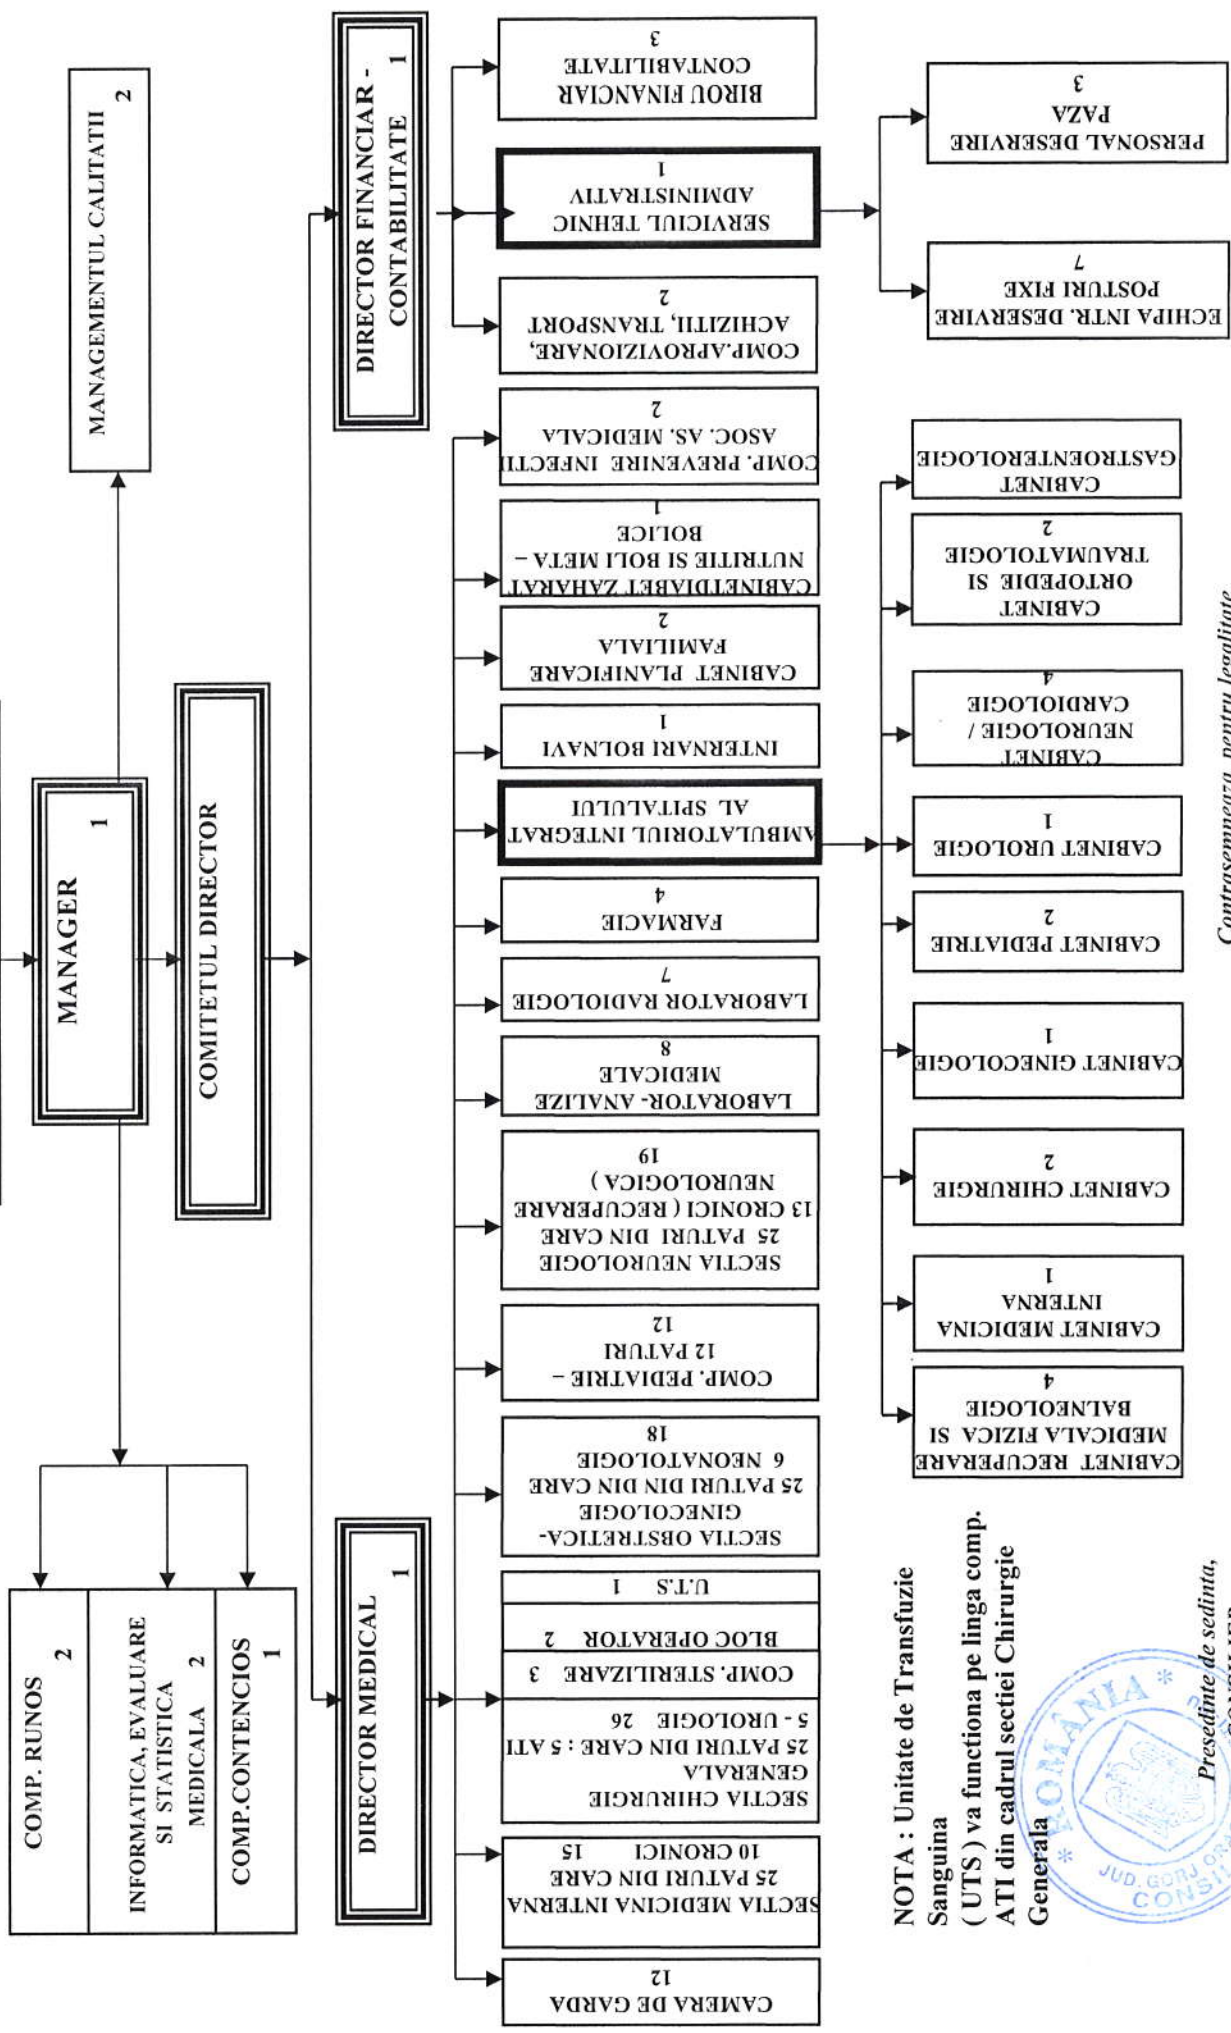 MANAGER
1
MANAGEMENTUL CALITATII
2
COMP. RUNOS
2
INFORMATICA, EVALUARE
SI STATISTICA
MEDICALA 2
COMP.CONTENCIOS
1
COMITETUL DIRECTOR
DIRECTOR MEDICAL
1
DIRECTOR FINANCIAR -
CONTABILITATE 1
CAMERA DE GARDA
12
SECTIA MEDICINA INTERNA
25 PATURI DIN CARE
10 CRONICI 15
SECTIA CHIRURGIE
GENERALA
25 PATURI DIN CARE : 5 ATI
5 - UROLOGIE 26
COMP. STERILIZARE 3
BLOC OPERATOR 2
U.T.S 1
SECTIA OBSTRETICA-
GINECOLOGIE
25 PATURI DIN DIN CARE
6 NEONATOLOGIE
18
COMP. PEDIATRIE –
12 PATURI
12
SECTIA NEUROLOGIE
25 PATURI DIN CARE
13 CRONICI ( RECUPERARE
NEUROLOGICA )
19
LABORATOR- ANALIZE
MEDICALE
8
LABORATOR RADIOLOGIE
7
FARMACIE
4
AMBULATORIUL INTEGRAT
AL SPITALULUI
INTERNARI BOLNAVI
1
CABINET PLANIFICARE
FAMILIALA
2
CABINETDIABET ZAHARAT
NUTRITIE SI BOLI META –
BOLICE
1
COMP. PREVENIRE INFECTII
ASOC. AS. MEDICALA
2
COMP.APROVIZIONARE,
ACHIZITII, TRANSPORT
2
SERVICIUL TEHNIC
ADMINISTRATIV
1
BIROU FINANCIAR
CONTABILITATE
3
CABINET RECUPERARE
MEDICALA FIZICA SI
BALNEOLOGIE
4
CABINET MEDICINA
INTERNA
1
CABINET CHIRURGIE
2
CABINET GINECOLOGIE
1
CABINET PEDIATRIE
2
CABINET UROLOGIE
1
CABINET
NEUROLOGIE /
CARDIOLOGIE
4
CABINET
ORTOPEDIE SI
TRAUMATOLOGIE
2
CABINET
GASTROENTEROLOGIE
ECHIPA INTR. DESERVIRE
POSTURI FIXE
7
PERSONAL DESERVIRE
PAZA
3
NOTA : Unitate de Transfuzie
Sanguina
( UTS ) va functiona pe linga comp.
ATI din cadrul sectiei Chirurgie
Generala
* ROMANIA *
JUD. GORJ
Presedinte de sedinta,
Contrasemneaza pentru legalitate